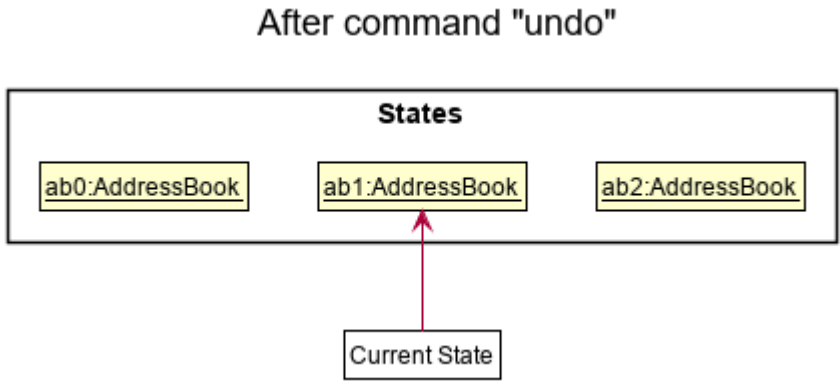 After command "undo"
States
ab0:AddressBook
ab1:AddressBook
ab2:AddressBook
Current State